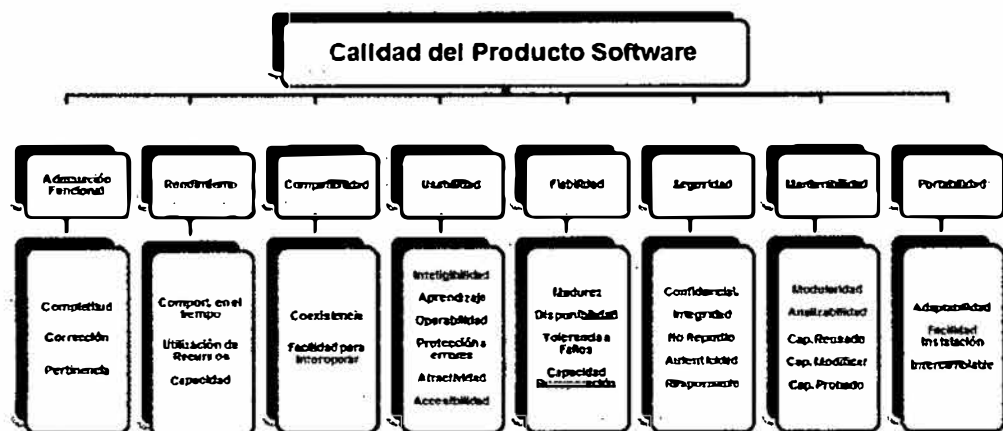 Calidad del Producto Software
Adecuación
Funcional
Rendimiento
Compatibilidad
Usabilidad
Fiabilidad
Seguridad
Mantenibilidad
Portabilidad
Completitud
Corrección
Pertinencia
Comport. en el
tiempo
Utilización de
Recursos
Capacidad
Coexistencia
Facilidad para
Interoperar
Inteligibilidad
Aprendizaje
Operabilidad
Protección a
errores
Atractividad
Accesibilidad
Madurez
Disponibilidad
Tolerancia a
Fallos
Capacidad
Recuperación
Confidencial.
Integridad
No Repudio
Autenticidad
Modularidad
Analizabilidad
Cap. Reusado
Cap. Modificar
Cap. Probado
Adaptabilidad
Facilidad
Instalación